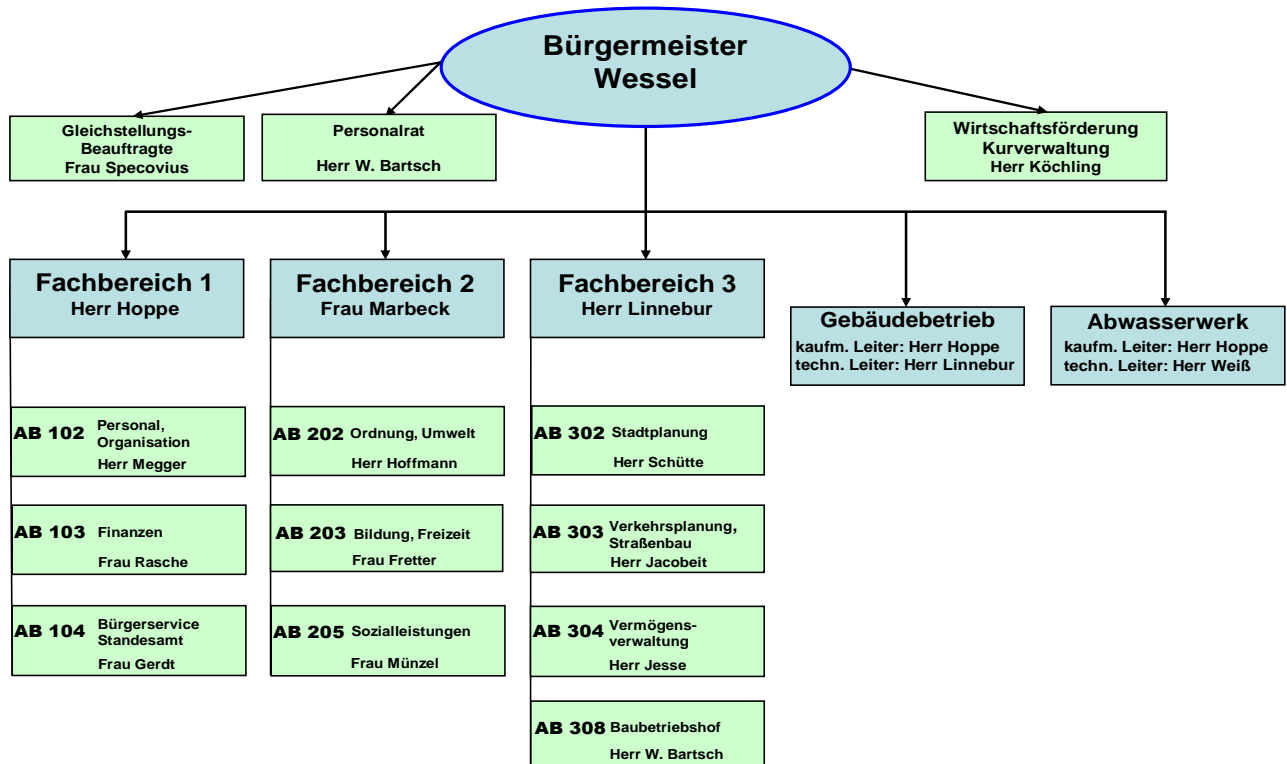 Bürgermeister
Wessel
Gleichstellungs-
Beauftragte
Frau Specovius
Personalrat
Herr W. Bartsch
Wirtschaftsförderung
Kurverwaltung
Herr Köchling
Fachbereich 1
Herr Hoppe
Fachbereich 2
Frau Marbeck
Fachbereich 3
Herr Linnebur
Gebäudebetrieb
kaufm. Leiter: Herr Hoppe
techn. Leiter: Herr Linnebur
Abwasserwerk
kaufm. Leiter: Herr Hoppe
techn. Leiter: Herr Weiß
AB 102 Personal,
Organisation
Herr Megger
AB 103 Finanzen
Frau Rasche
AB 104 Bürgerservice
Standesamt
Frau Gerdt
AB 202 Ordnung, Umwelt
Herr Hoffmann
AB 203 Bildung, Freizeit
Frau Fretter
AB 205 Sozialleistungen
Frau Münzel
AB 302 Stadtplanung
Herr Schütte
AB 303 Verkehrsplanung,
Straßenbau
Herr Jacobeit
AB 304 Vermögens-
verwaltung
Herr Jesse
AB 308 Baubetriebshof
Herr W. Bartsch